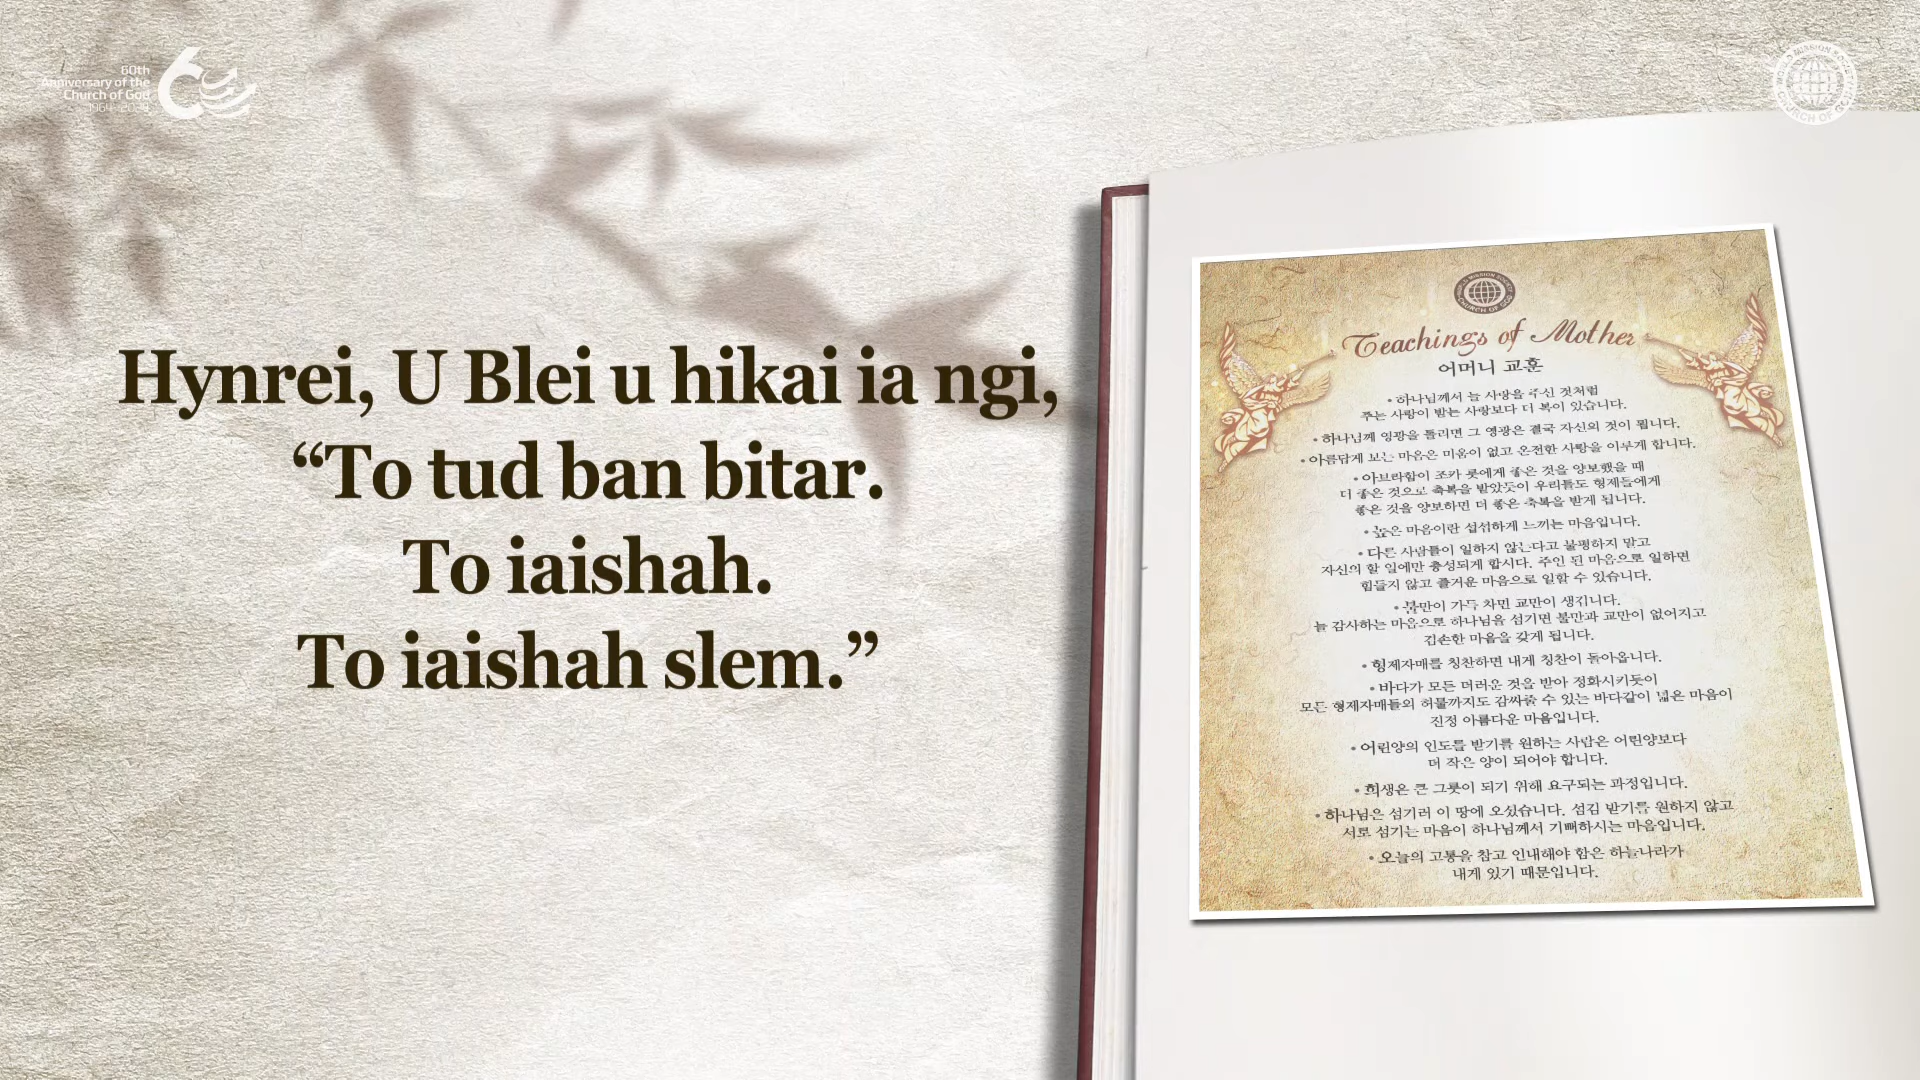 60th
Anniversary of the
Church of God
Hynrei, U Blei u hikai ia ngi,
“To tud ban bitar.
To iaishah.
To iaishah slem.”
CHURCH OF GOD
Teachings of Mother
어머니 교훈
• 하나님께서 늘 사랑을 주신 것처럼
주는 사랑이 받는 사랑보다 더 복이 있습니다.
• 하나님께 영광을 돌리면 그 영광은 결국 자신의 것이 됩니다.
• 아름답게 보는 마음은 미움이 없고 온전한 사랑을 이루게 합니다.
• 아브라함이 조카 롯에게 좋은 것을 양보했을 때
더 좋은 것으로 축복을 받았듯이 우리들도 형제들에게
좋은 것을 양보하면 더 좋은 축복을 받게 됩니다.
• 높은 마음이란 섭섭하게 느끼는 마음입니다.
• 다른 사람들이 일하지 않는다고 불평하지 말고
자신의 할 일에만 충성되게 합시다. 주인 된 마음으로 일하면
힘들지 않고 즐거운 마음으로 일할 수 있습니다.
• 불만이 가득 차면 교만이 생깁니다.
늘 감사하는 마음으로 하나님을 섬기면 불만과 교만이 없어지고
겸손한 마음을 갖게 됩니다.
• 형제자매를 칭찬하면 내게 칭찬이 돌아옵니다.
• 바다가 모든 더러운 것을 받아 정화시키듯이
모든 형제자매들의 허물까지도 감싸줄 수 있는 바다같이 넓은 마음이
진정 아름다운 마음입니다.
• 어린양의 인도를 받기를 원하는 사람은 어린양보다
더 작은 양이 되어야 합니다.
• 희생은 큰 그릇이 되기 위해 요구되는 과정입니다.
• 하나님은 섬기러 이 땅에 오셨습니다. 섬김 받기를 원하지 않고
서로 섬기는 마음이 하나님께서 기뻐하시는 마음입니다.
• 오늘의 고통을 참고 인내해야 함은 하늘나라가
내게 있기 때문입니다.